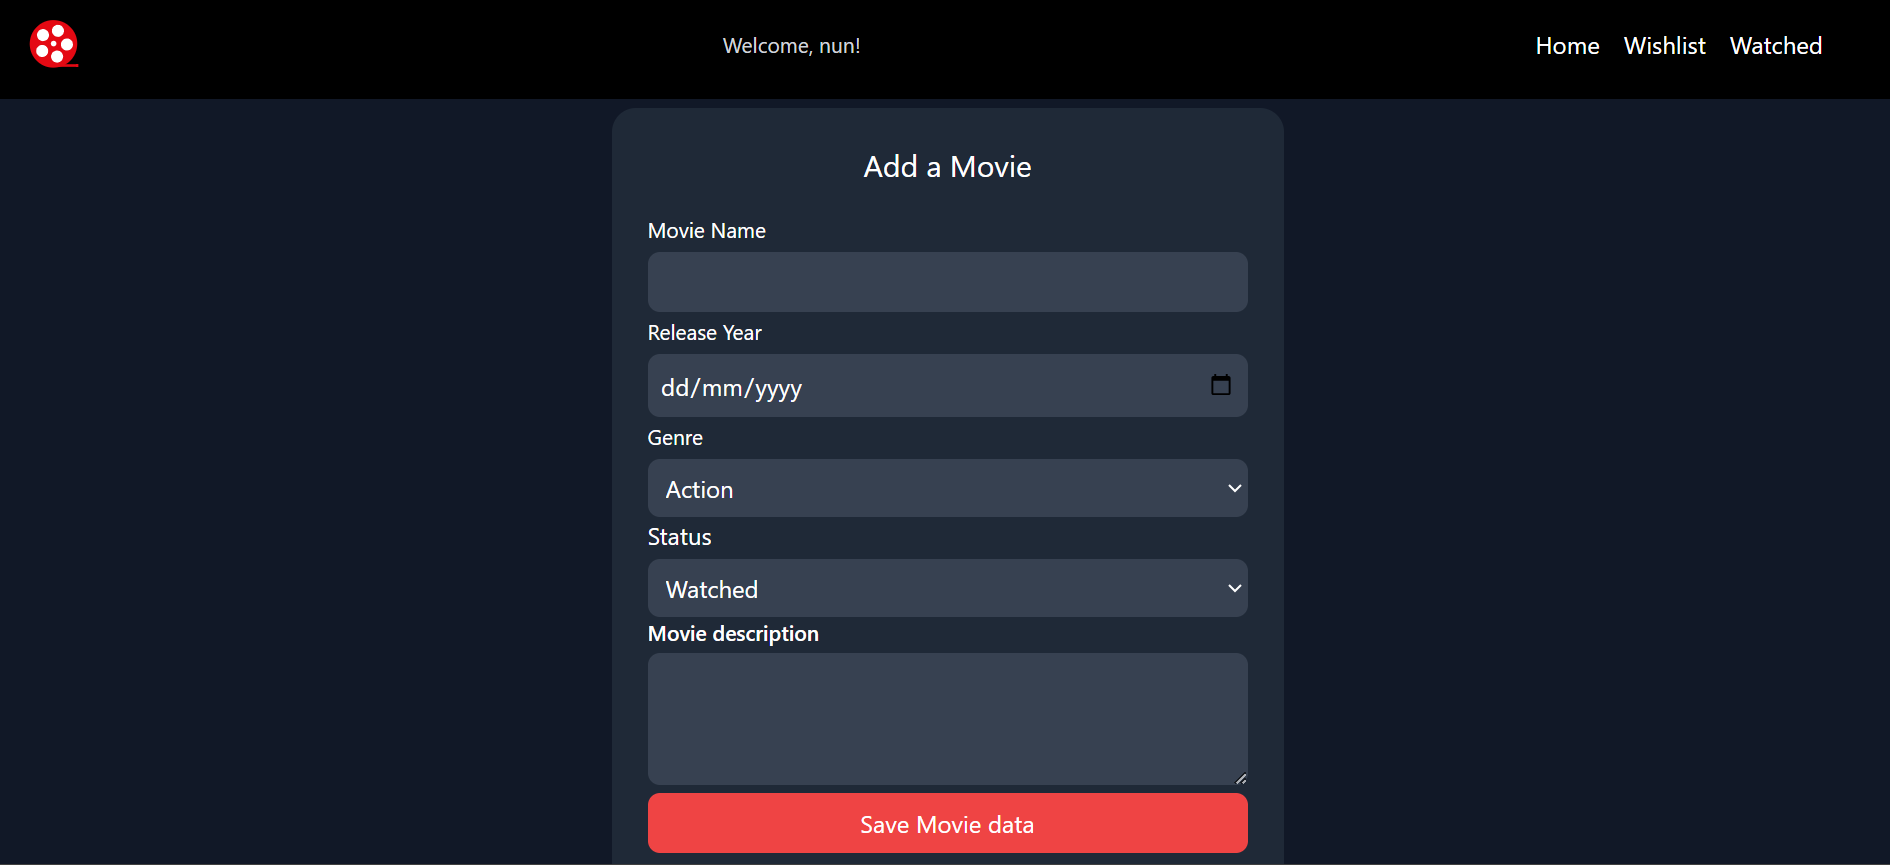 Welcome, nun!
Home Wishlist Watched
Add a Movie
Movie Name
Release Year
dd/mm/yyyy
Genre
Action
Status
Watched
Movie description
Save Movie data